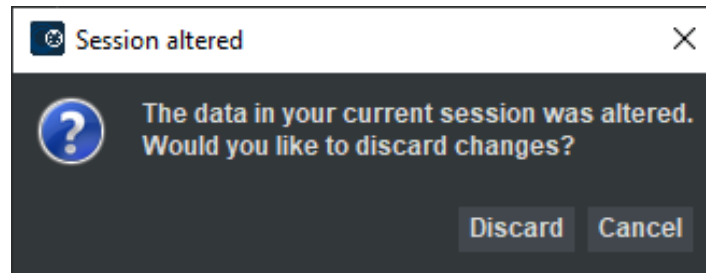 Session altered
The data in your current session was altered.
Would you like to discard changes?
Discard Cancel